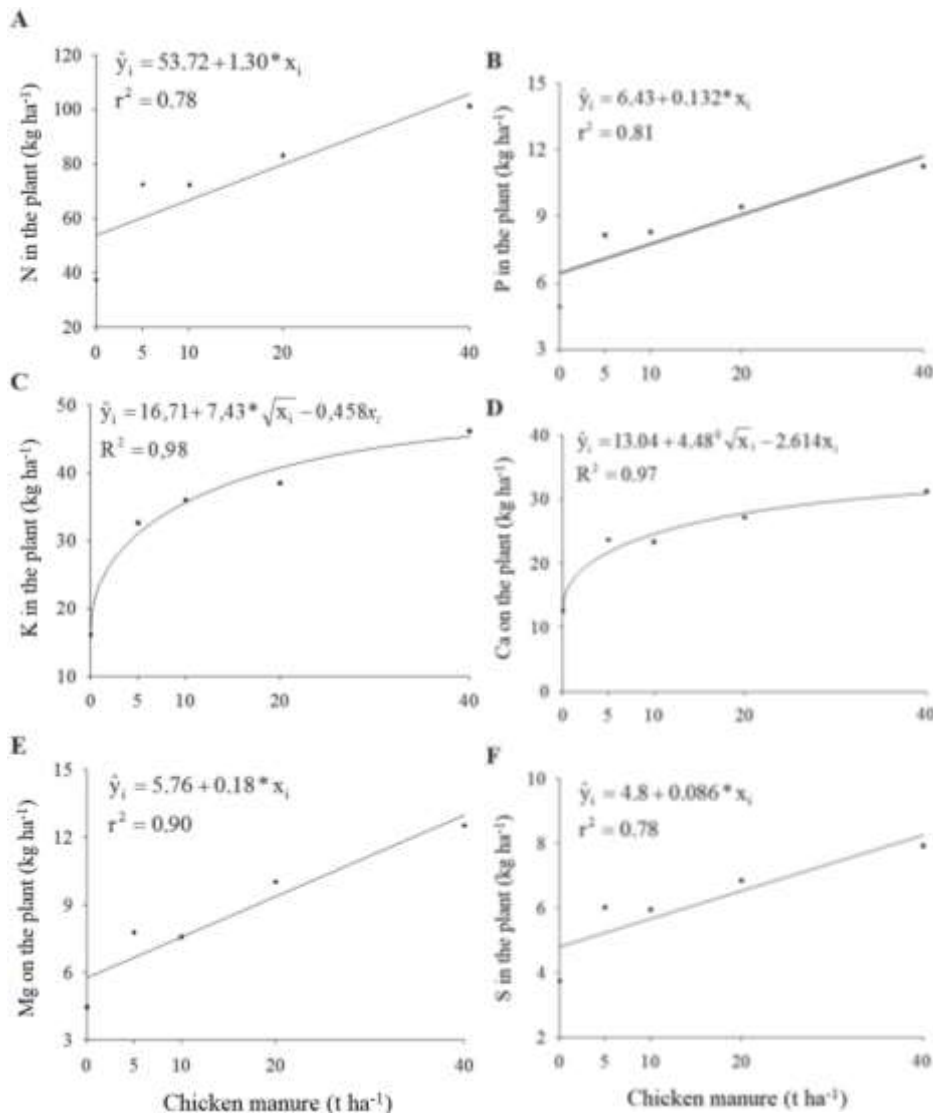 A
N in the plant (kg ha⁻¹)
120
100
80
60
40
20
ŷᵢ = 53,72+1.30* xᵢ
r² = 0.78
0 5 10 20 40
B
P in the plant (kg ha⁻¹)
15
12
9
6
3
ŷᵢ = 6.43+0.132* xᵢ
r² = 0.81
0 5 10 20 40
C
K in the plant (kg ha⁻¹)
50
40
30
20
10
ŷᵢ = 16,71+7,43* √xᵢ − 0,458xᵢ
R² = 0,98
0 5 10 20 40
D
Ca on the plant (kg ha⁻¹)
40
30
20
10
0
ŷᵢ = 13.04 + 4.48⁰ √xᵢ − 2.614xᵢ
R² = 0.97
0 5 10 20 40
E
Mg on the plant (kg ha⁻¹)
15
12
9
6
3
ŷᵢ = 5.76 + 0.18* xᵢ
r² = 0.90
0 5 10 20 40
Chicken manure (t ha⁻¹)
F
S in the plant (kg ha⁻¹)
10
8
6
4
2
ŷᵢ = 4.8+0.086* xᵢ
r² = 0.78
0 5 10 20 40
Chicken manure (t ha⁻¹)